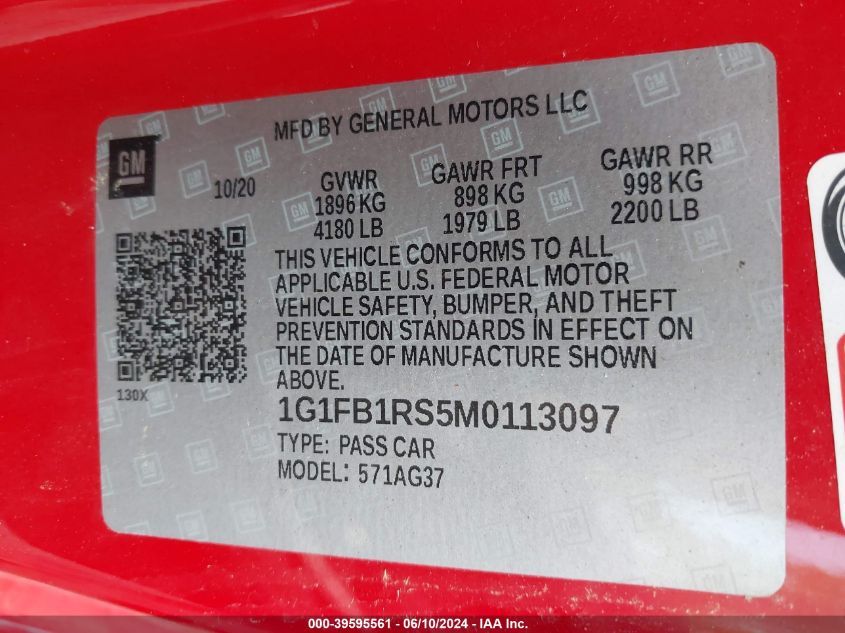 MFD BY GENERAL MOTORS LLC
GM
10/20
GVWR
1896 KG
4180 LB
GAWR FRT
898 KG
1979 LB
GAWR RR
998 KG
2200 LB
THIS VEHICLE CONFORMS TO ALL
APPLICABLE U.S. FEDERAL MOTOR
VEHICLE SAFETY, BUMPER, AND THEFT
PREVENTION STANDARDS IN EFFECT ON
THE DATE OF MANUFACTURE SHOWN
ABOVE.
130X
1G1FB1RS5M0113097
TYPE: PASS CAR
MODEL: 571AG37
000-39595561 - 06/10/2024 - IAA Inc.